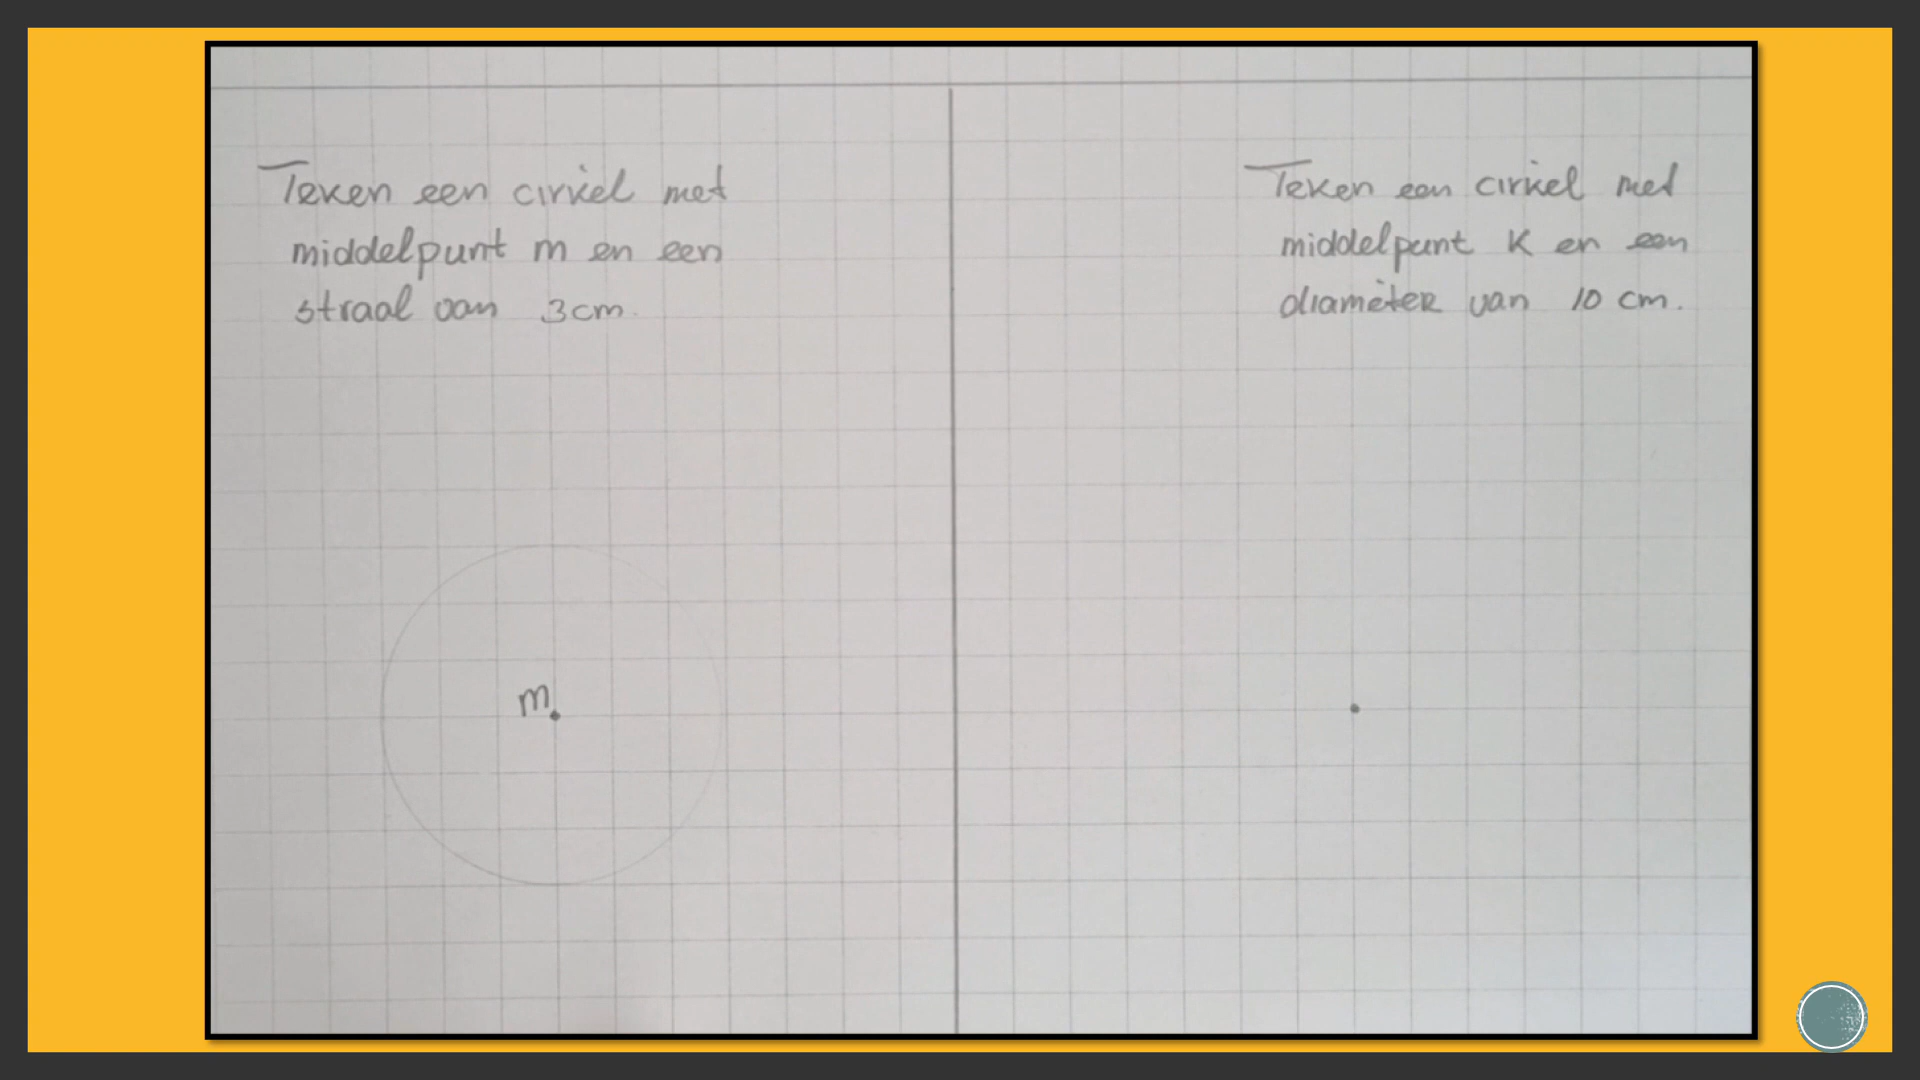 Teken een cirkel met
middelpunt m en een
straal van 3cm.
m
Teken een cirkel met
middelpunt K en een
diameter van 10 cm.